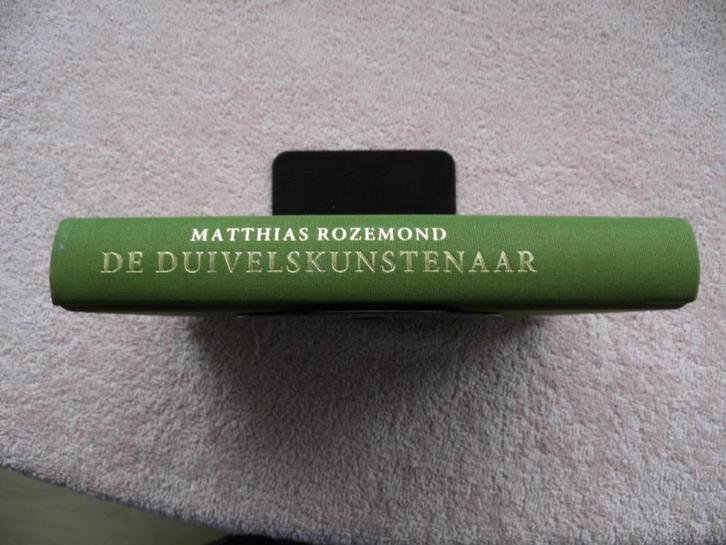 MATTHIAS ROZEMOND
DE DUIVELSKUNSTENAAR